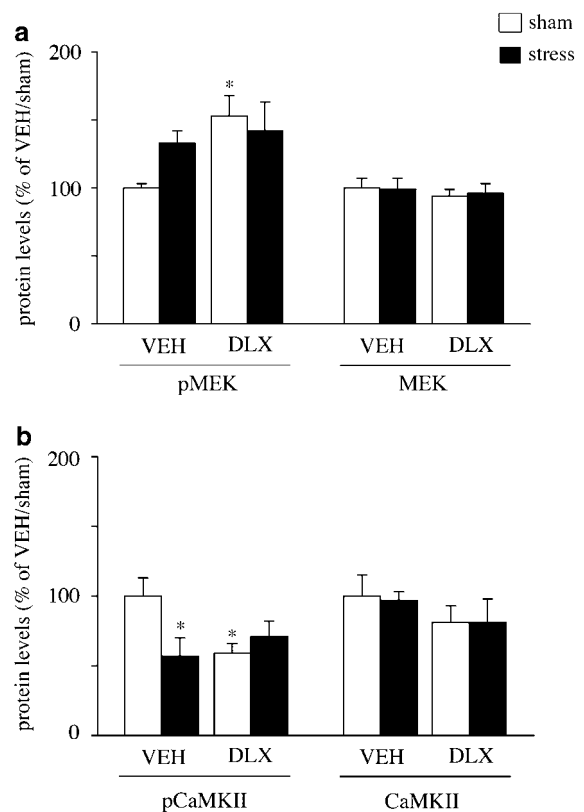 a
sham
stress
protein levels (% of VEH/sham)
200
100
0
*
VEH DLX VEH DLX
pMEK MEK
b
protein levels (% of VEH/sham)
200
100
0
* *
VEH DLX VEH DLX
pCaMKII CaMKII